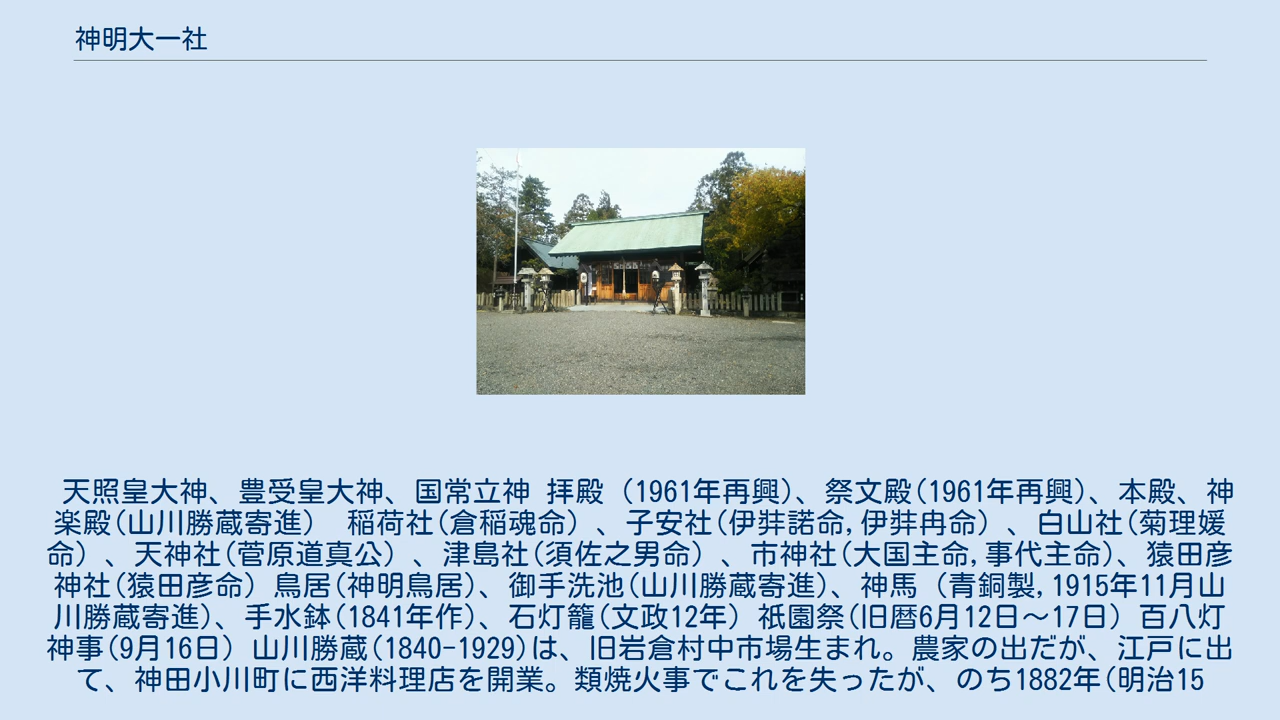 神明大一社
天照皇大神、豊受皇大神、国常立神 拝殿 (1961年再興)、祭文殿(1961年再興)、本殿、神
楽殿(山川勝蔵寄進) 稲荷社(倉稲魂命) 、子安社(伊弉諾命,伊弉冉命) 、白山社(菊理媛
命) 、天神社(菅原道真公) 、津島社(須佐之男命) 、市神社(大国主命,事代主命)、猿田彦
神社(猿田彦命) 鳥居(神明鳥居)、御手洗池(山川勝蔵寄進)、神馬 (青銅製,1915年11月山
川勝蔵寄進)、手水鉢(1841年作)、石灯籠(文政12年) 祇園祭(旧暦6月12日〜17日) 百八灯
神事(9月16日) 山川勝蔵(1840-1929)は、旧岩倉村中市場生まれ。農家の出だが、江戸に出
て、神田小川町に西洋料理店を開業。類焼火事でこれを失ったが、のち1882年(明治15